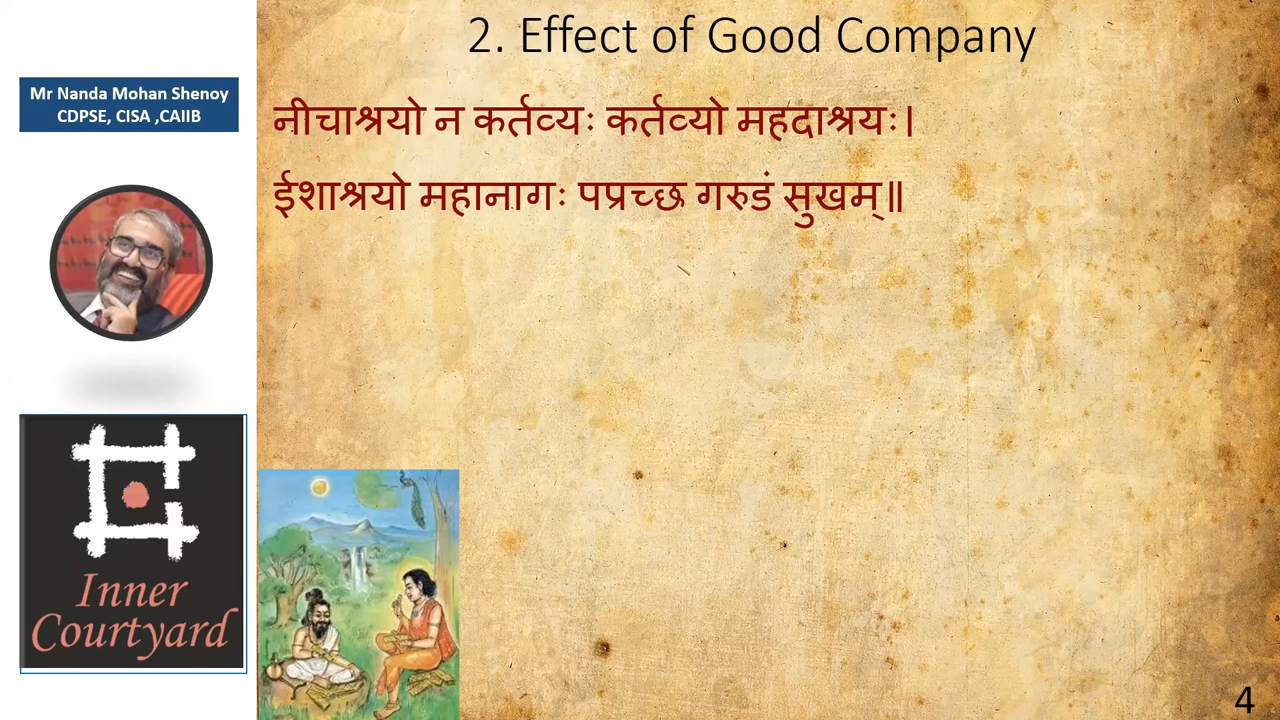 2. Effect of Good Company
Mr Nanda Mohan Shenoy
CDPSE, CISA ,CAIIB
नीचाश्रयो न कर्तव्यः कर्तव्यो महदाश्रयः।
ईशाश्रयो महानागः पप्रच्छ गरुडं सुखम्॥
Inner
Courtyard
4